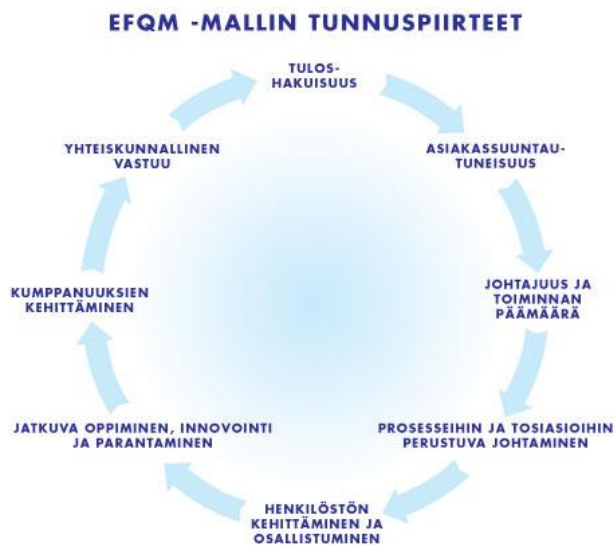 EFQM -MALLIN TUNNUSPIIRTEET
TULOS-
HAKUISUUS
ASIAKASSUUNTAU-
TUNEISUUS
JOHTAJUUS JA
TOIMINNAN
PÄÄMÄÄRÄ
PROSESSEIHIN JA TOSIASIOIHIN
PERUSTUVA JOHTAMINEN
HENKILÖSTÖN
KEHITTÄMINEN JA
OSALLISTUMINEN
JATKUVA OPPIMINEN, INNOVOINTI
JA PARANTAMINEN
KUMPPANUUKSIEN
KEHITTÄMINEN
YHTEISKUNNALLINEN
VASTUU